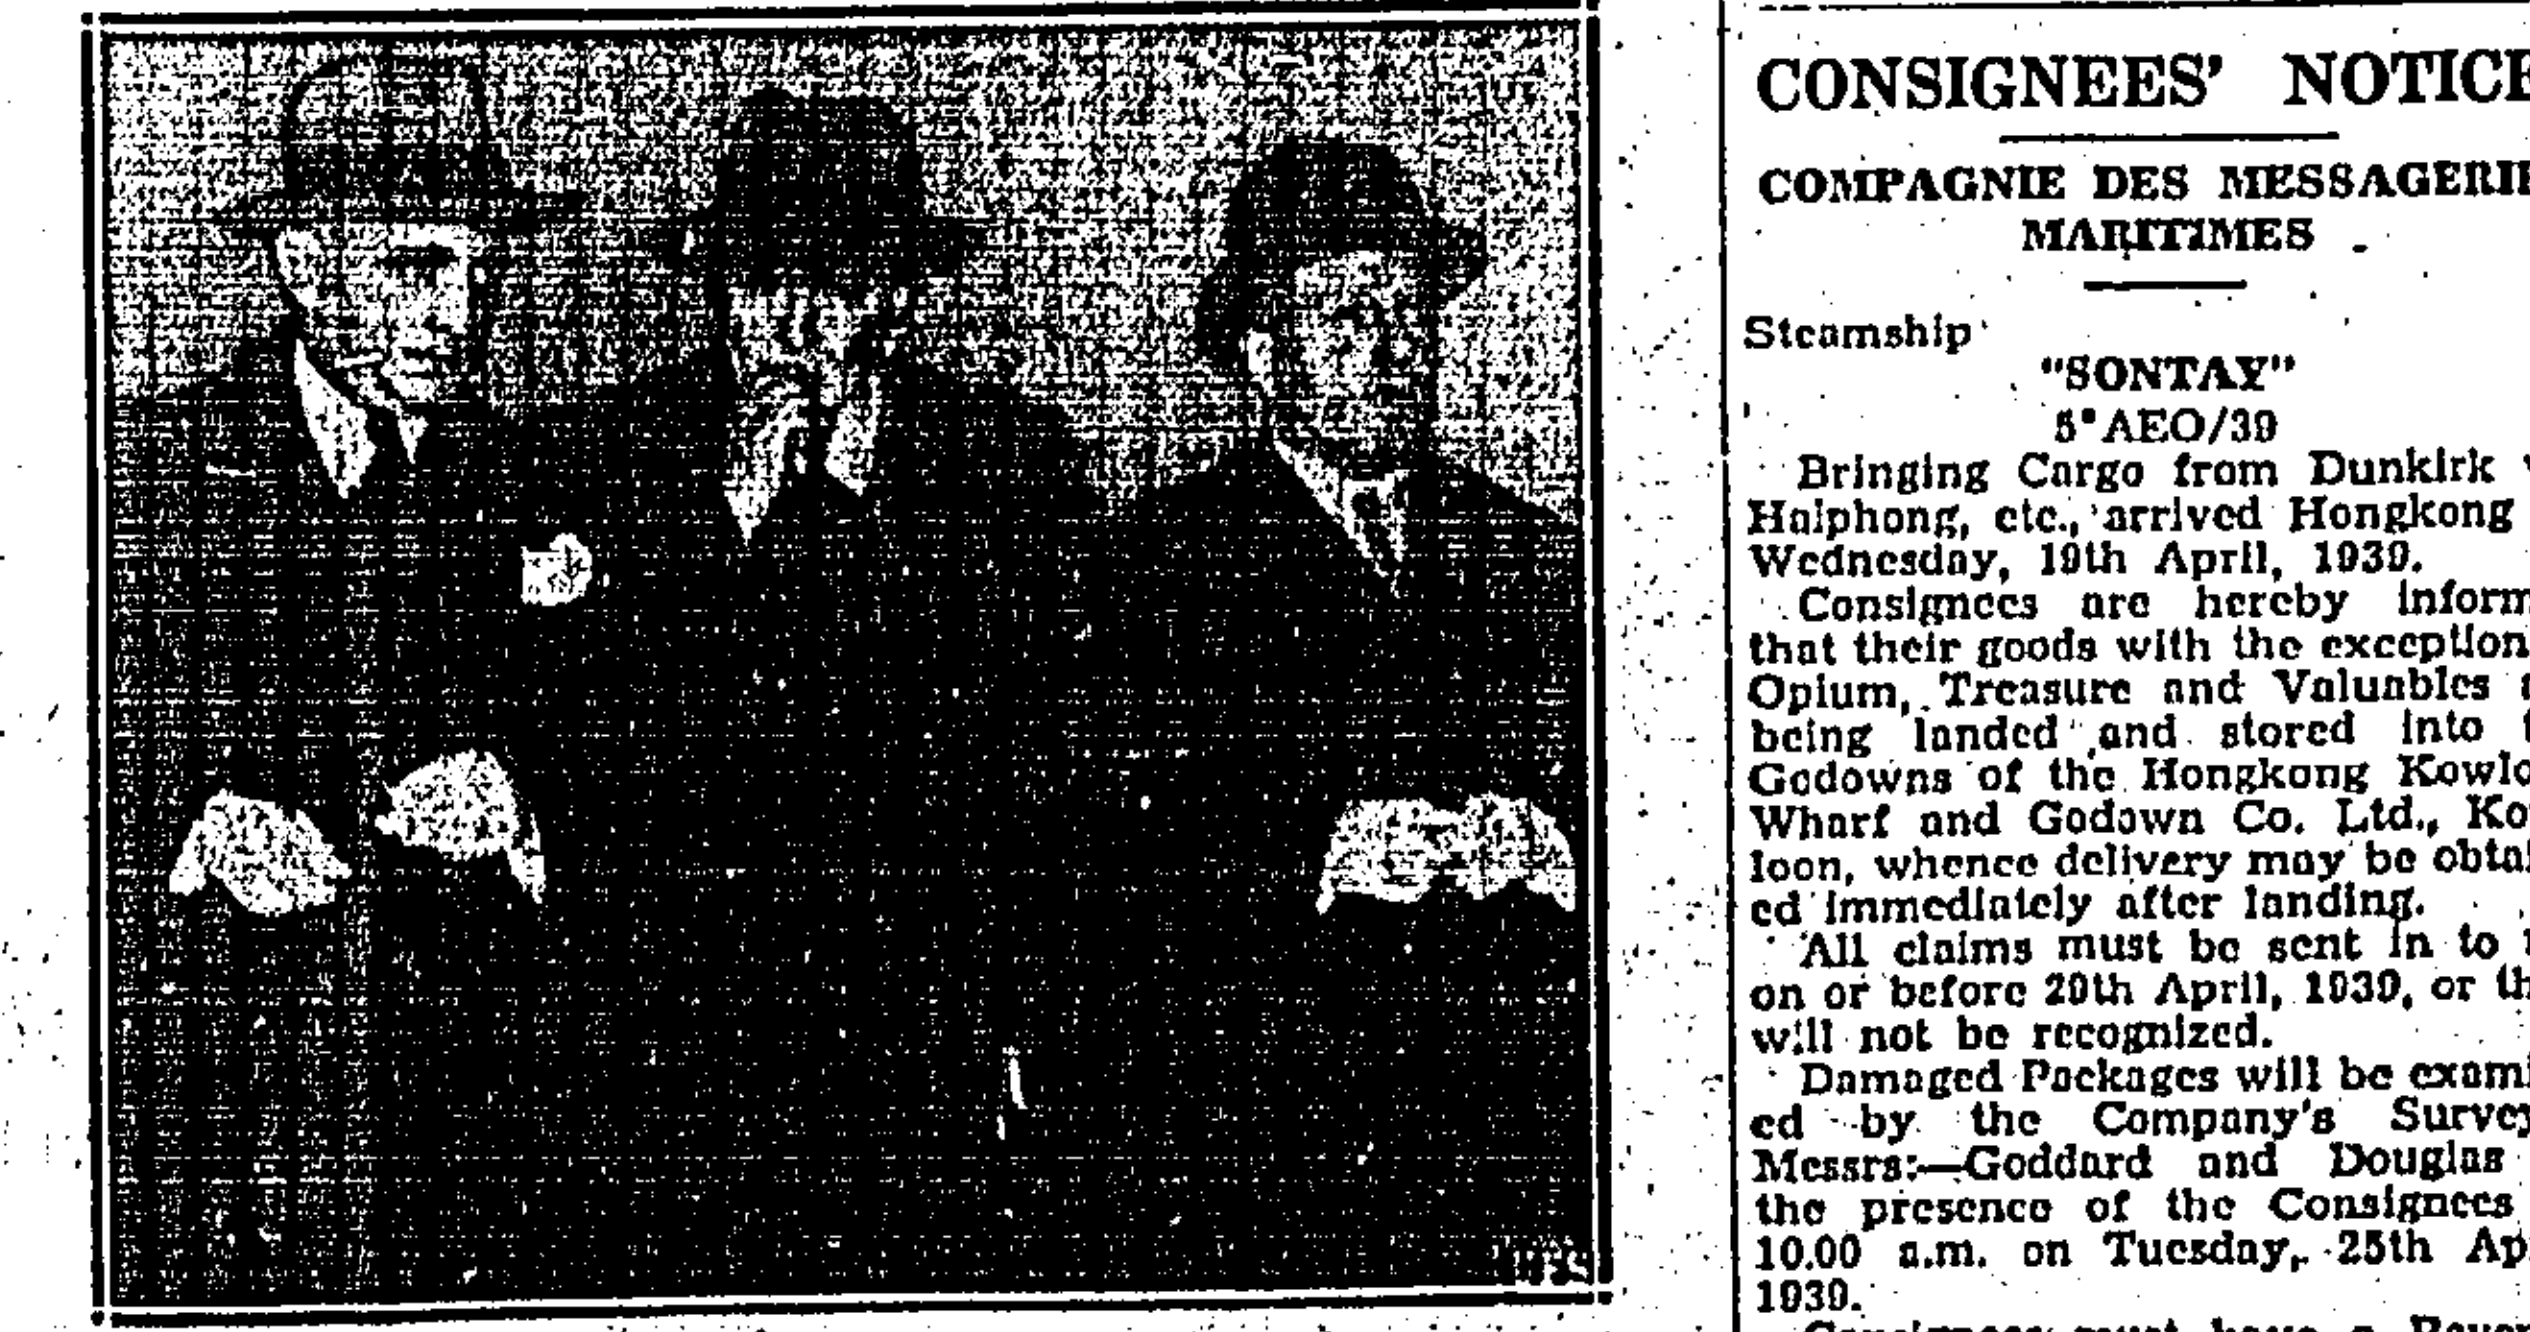 CONSIGNEES' NOTICE
COMPAGNIE DES MESSAGERIE
MARITIMES
Steamship
"SONTAY"
5°AEO/39
Bringing Cargo from Dunkirk
Haiphong, etc., arrived Hongkong
Wednesday, 19th April, 1939.
Consignees are hereby inform
that their goods with the exception
Opium, Treasure and Valuables
being landed and stored into
Godowns of the Hongkong Kowlo
Wharf and Godown Co. Ltd., Ko
loon, whence delivery may be obtai
ed immediately after landing.
All claims must be sent in to
on or before 29th April, 1939, or th
will not be recognized.
Damaged Packages will be exami
ed by the Company's Survey
Messrs:—Goddard and Douglas
the presence of the Consignees
10.00 a.m. on Tuesday, 25th Ap
1939.